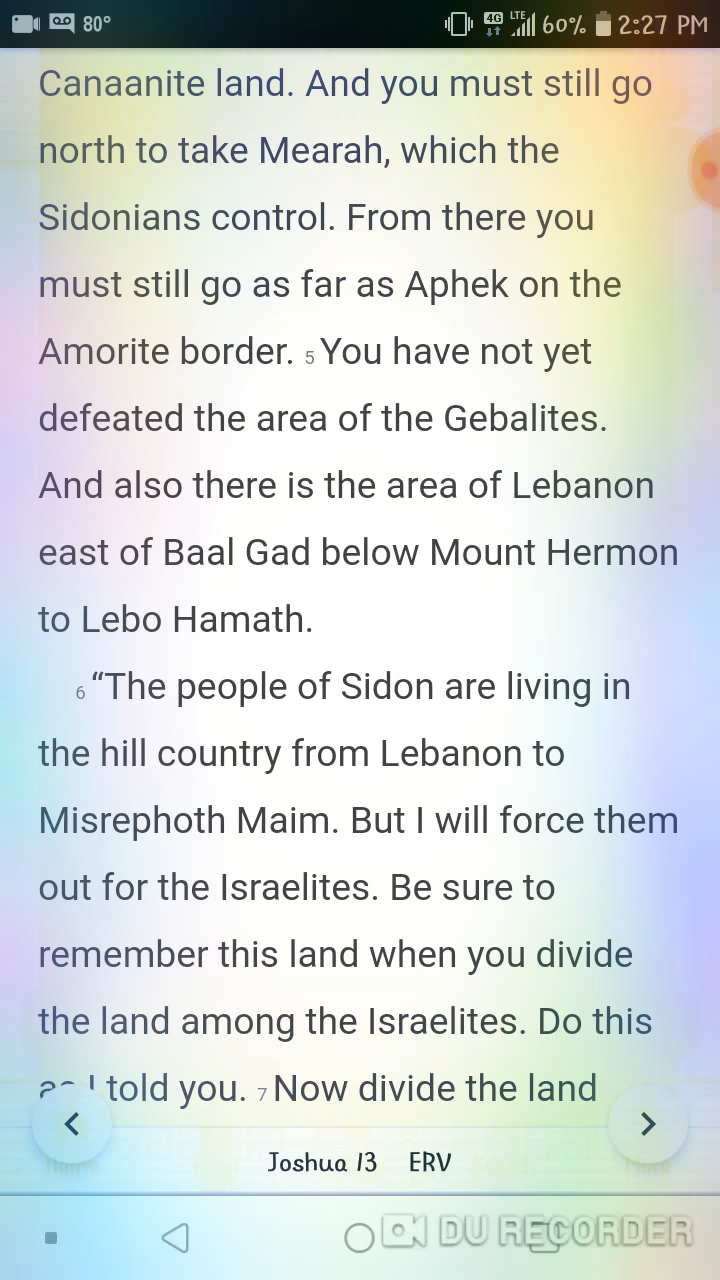 80° 4G LTE 60% 2:27 PM
Canaanite land. And you must still go
north to take Mearah, which the
Sidonians control. From there you
must still go as far as Aphek on the
Amorite border. 5 You have not yet
defeated the area of the Gebalites.
And also there is the area of Lebanon
east of Baal Gad below Mount Hermon
to Lebo Hamath.
6 “The people of Sidon are living in
the hill country from Lebanon to
Misrephoth Maim. But I will force them
out for the Israelites. Be sure to
remember this land when you divide
the land among the Israelites. Do this
as I told you. 7 Now divide the land
Joshua 13 ERV
DU RECORDER